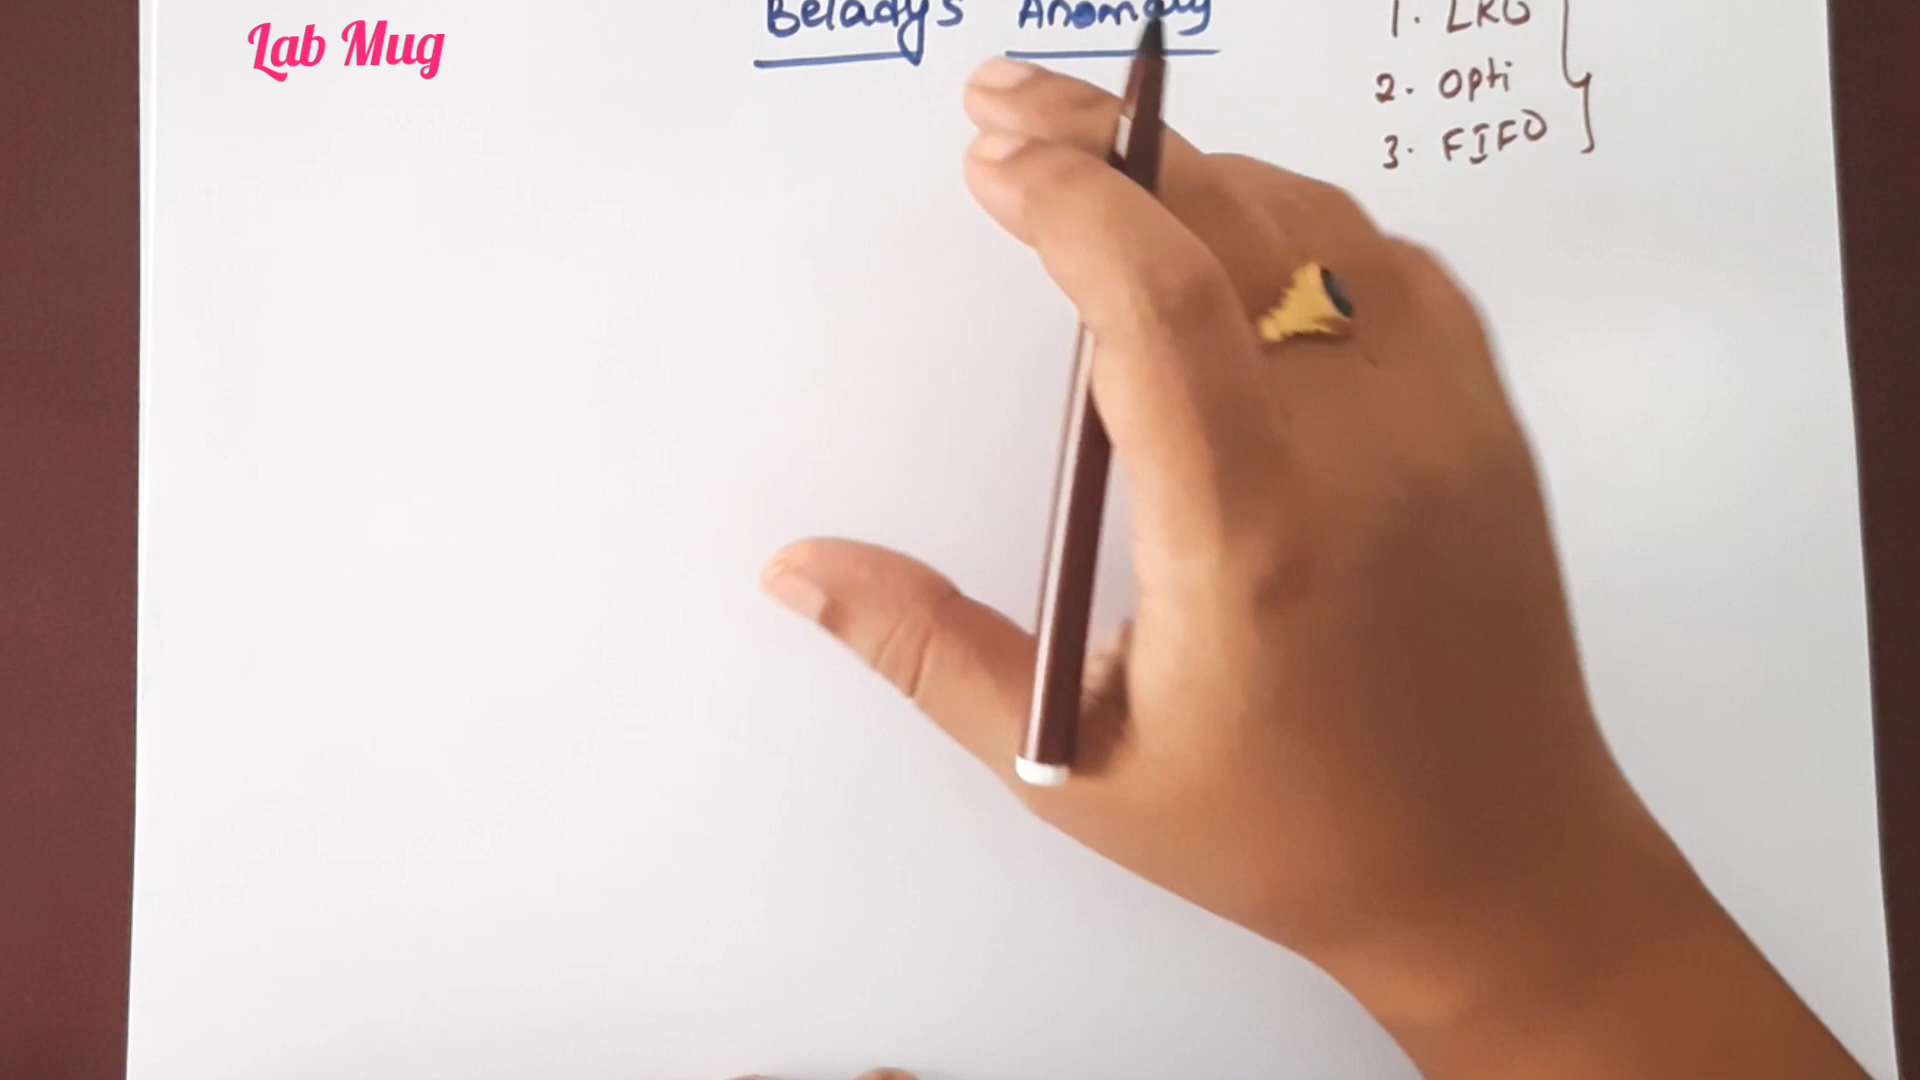 Lab Mug
Belady's Anomaly
1. LRU
2. Opti
3. FIFO